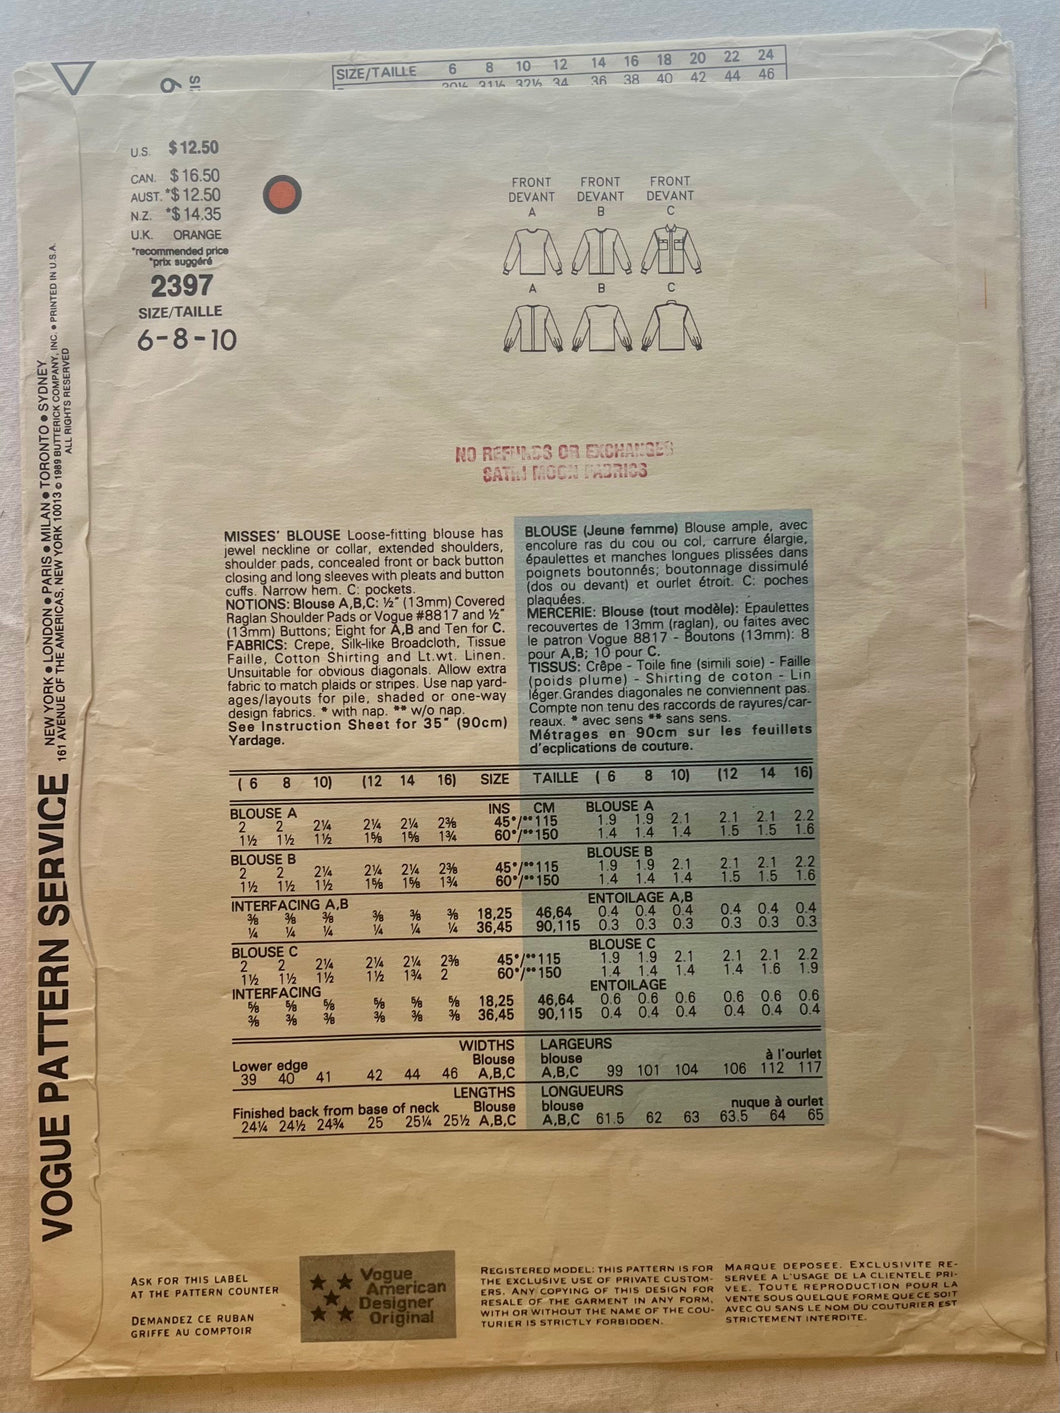 SIZE/TAILLE 6 8 10 12 14 16 18 20 22 24
30½ 31½ 32½ 34 36 38 40 42 44 46
6
U.S. $12.50
CAN. $16.50
AUST. *$12.50
N.Z. *$14.35
U.K. ORANGE
*recommended price
*prix suggéré
2397
SIZE/TAILLE
6-8-10
FRONT FRONT FRONT
DEVANT DEVANT DEVANT
A B C
A B C
NO REFUNDS OR EXCHANGES
SATIN MOON FABRICS
VOGUE PATTERN SERVICE
NEW YORK ● LONDON ● PARIS ● MILAN ● TORONTO ● SYDNEY
161 AVENUE OF THE AMERICAS, NEW YORK 10013 © 1989 BUTTERICK COMPANY, INC. ● PRINTED IN U.S.A.
ALL RIGHTS RESERVED
MISSES' BLOUSE Loose-fitting blouse has
jewel neckline or collar, extended shoulders,
shoulder pads, concealed front or back button
closing and long sleeves with pleats and button
cuffs. Narrow hem. C: pockets.
NOTIONS: Blouse A,B,C: ½" (13mm) Covered
Raglan Shoulder Pads or Vogue #8817 and ½"
(13mm) Buttons; Eight for A,B and Ten for C.
FABRICS: Crepe, Silk-like Broadcloth, Tissue
Faille, Cotton Shirting and Lt.wt. Linen.
Unsuitable for obvious diagonals. Allow extra
fabric to match plaids or stripes. Use nap yard-
ages/layouts for pile, shaded or one-way
design fabrics. * with nap. ** w/o nap.
See Instruction Sheet for 35" (90cm)
Yardage.
BLOUSE (Jeune femme) Blouse ample, avec
encolure ras du cou ou col, carrure élargie,
épaulettes et manches longues plissées dans
poignets boutonnés; boutonnage dissimulé
(dos ou devant) et ourlet étroit. C: poches
plaquées.
MERCERIE: Blouse (tout modèle): Epaulettes
recouvertes de 13mm (raglan), ou faites avec
le patron Vogue 8817 - Boutons (13mm): 8
pour A,B; 10 pour C.
TISSUS: Crêpe - Toile fine (simili soie) - Faille
(poids plume) - Shirting de coton - Lin
léger. Grandes diagonales ne conviennent pas.
Compte non tenu des raccords de rayures/car-
reaux. * avec sens ** sans sens.
Métrages en 90cm sur les feuillets
d'ecplications de couture.
( 6 8 10) (12 14 16) SIZE TAILLE ( 6 8 10) (12 14 16)
BLOUSE A INS CM BLOUSE A
2 2 2¼ 2¼ 2¼ 2⅜ 45*/**115 1.9 1.9 2.1 2.1 2.1 2.2
1½ 1½ 1½ 1⅝ 1⅝ 1¾ 60*/**150 1.4 1.4 1.4 1.5 1.5 1.6
BLOUSE B BLOUSE B
2 2 2¼ 2¼ 2¼ 2⅜ 45*/**115 1.9 1.9 2.1 2.1 2.1 2.2
1½ 1½ 1½ 1⅝ 1⅝ 1¾ 60*/**150 1.4 1.4 1.4 1.5 1.5 1.6
INTERFACING A,B ENTOILAGE A,B
⅜ ⅜ ⅜ ⅜ ⅜ ⅜ 18,25 46,64 0.4 0.4 0.4 0.4 0.4 0.4
¼ ¼ ¼ ¼ ¼ ¼ 36,45 90,115 0.3 0.3 0.3 0.3 0.3 0.3
BLOUSE C BLOUSE C
2 2 2¼ 2¼ 2¼ 2⅜ 45*/**115 1.9 1.9 2.1 2.1 2.1 2.2
1½ 1½ 1½ 1½ 1¾ 2 60*/**150 1.4 1.4 1.4 1.4 1.6 1.9
INTERFACING ENTOILAGE
⅝ ⅝ ⅝ ⅝ ⅝ ⅝ 18,25 46,64 0.6 0.6 0.6 0.6 0.6 0.6
⅜ ⅜ ⅜ ⅜ ⅜ ⅜ 36,45 90,115 0.4 0.4 0.4 0.4 0.4 0.4
WIDTHS LARGEURS
Lower edge Blouse blouse à l'ourlet
39 40 41 42 44 46 A,B,C A,B,C 99 101 104 106 112 117
LENGTHS LONGUEURS
Finished back from base of neck Blouse blouse nuque à ourlet
24¼ 24½ 24¾ 25 25¼ 25½ A,B,C A,B,C 61.5 62 63 63.5 64 65
ASK FOR THIS LABEL
AT THE PATTERN COUNTER
DEMANDEZ CE RUBAN
GRIFFE AU COMPTOIR
Vogue
American
Designer
Original
REGISTERED MODEL: THIS PATTERN IS FOR
THE EXCLUSIVE USE OF PRIVATE CUSTOM-
ERS. ANY COPYING OF THIS DESIGN FOR
RESALE OF THE GARMENT IN ANY FORM,
WITH OR WITHOUT THE NAME OF THE COU-
TURIER IS STRICTLY FORBIDDEN.
MARQUE DEPOSEE. EXCLUSIVITE RE-
SERVEE A L'USAGE DE LA CLIENTELE PRI-
VEE. TOUTE REPRODUCTION POUR LA
VENTE SOUS QUELQUE FORME QUE CE SOIT
AVEC OU SANS LE NOM DU COUTURIER EST
STRICTEMENT INTERDITE.